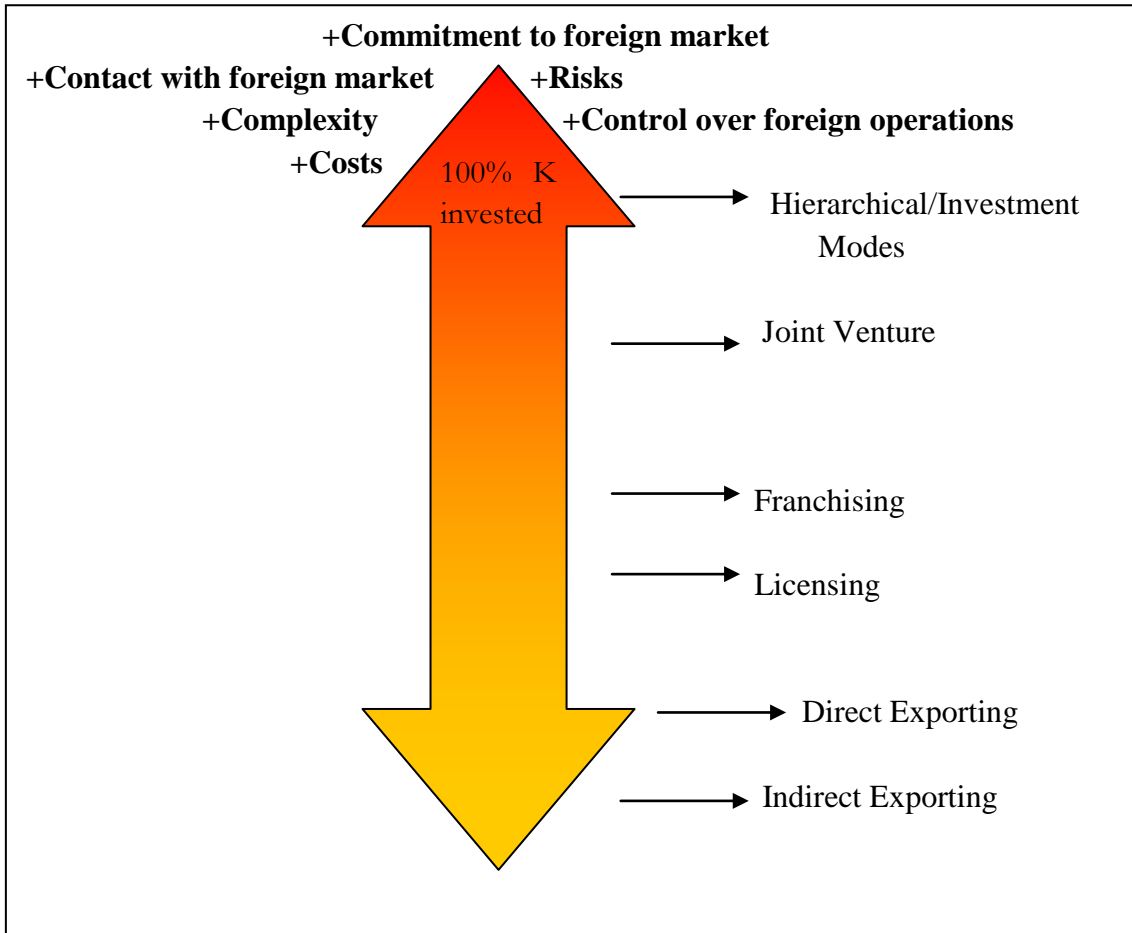 +Commitment to foreign market
+Contact with foreign market
+Risks
+Complexity
+Control over foreign operations
+Costs
100% K
invested
Hierarchical/Investment
Modes
Joint Venture
Franchising
Licensing
Direct Exporting
Indirect Exporting